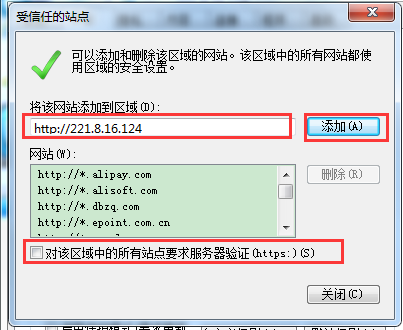 受信任的站点
可以添加和删除该区域的网站。该区域中的所有网站都使
用区域的安全设置。
将该网站添加到区域(D):
http://221.8.16.124
添加(A)
网站(W):
http://*.alipay.com
http://*.alisoft.com
http://*.dbzq.com
http://*.epoint.com.cn
删除(R)
对该区域中的所有站点要求服务器验证(https:)(S)
关闭(C)